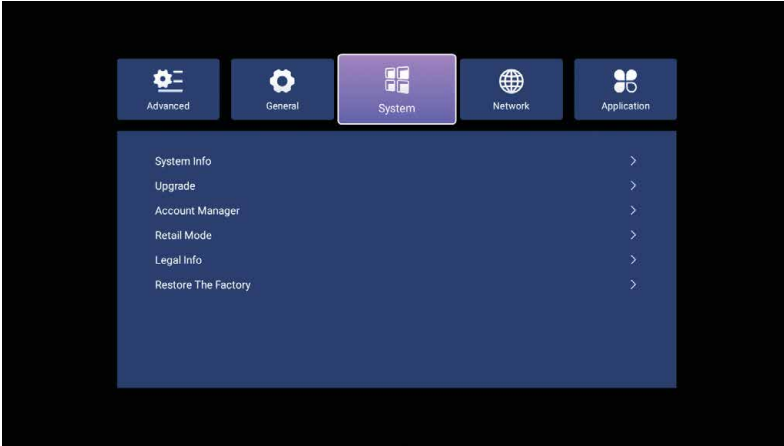 Advanced
General
System
Network
Application
System Info
Upgrade
Account Manager
Retail Mode
Legal Info
Restore The Factory